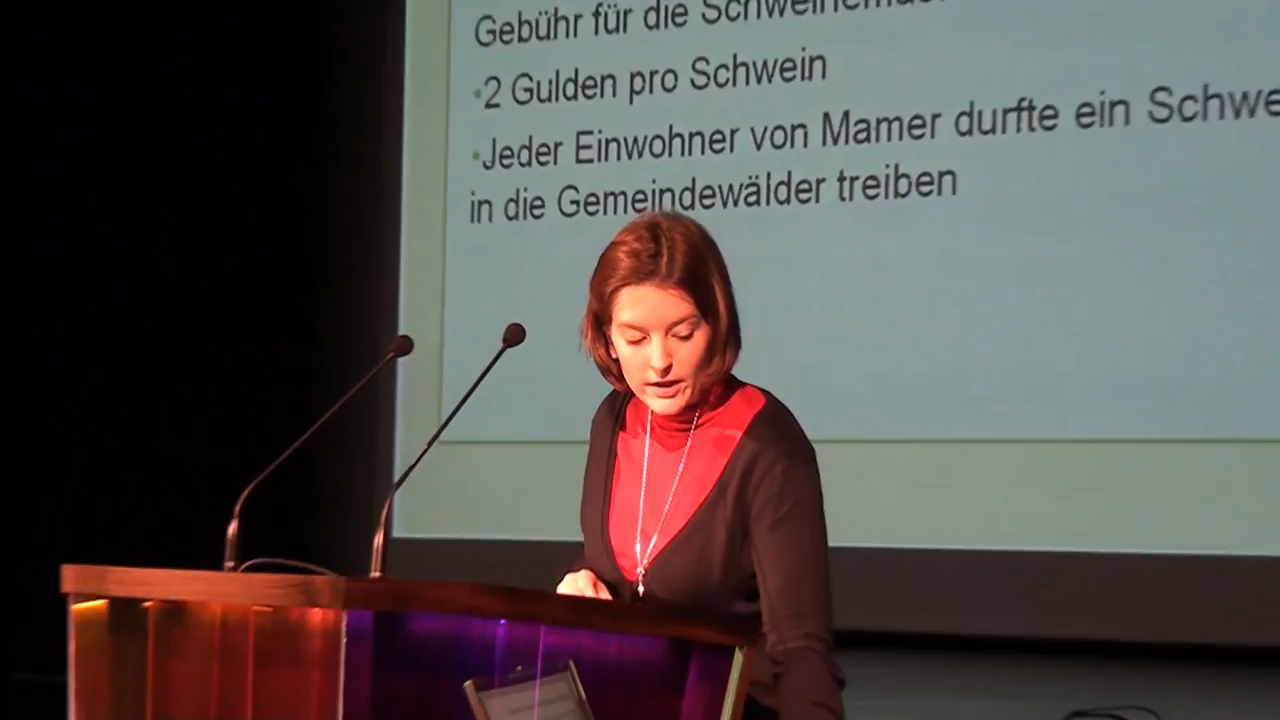 Gebühr für die
•2 Gulden pro Schwein
•Jeder Einwohner von Mamer durfte ein
in die Gemeindewälder treiben